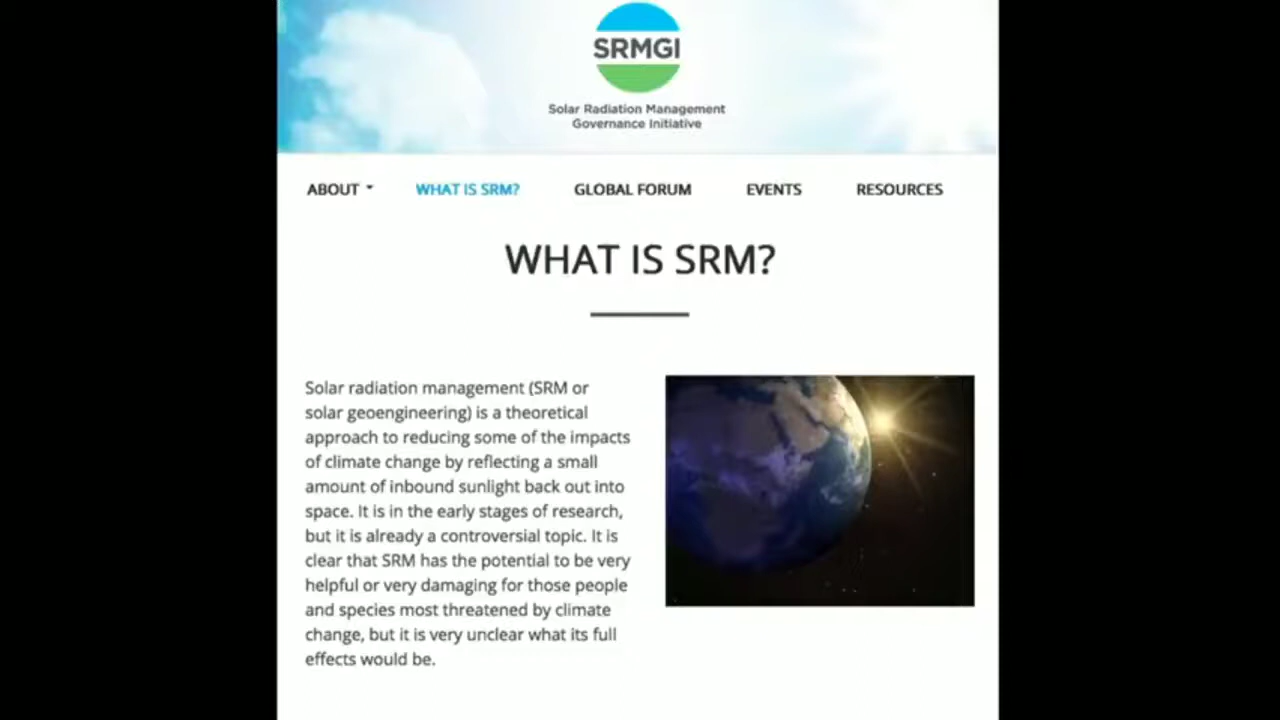 SRMGI
Solar Radiation Management
Governance Initiative
ABOUT
WHAT IS SRM?
GLOBAL FORUM
EVENTS
RESOURCES
WHAT IS SRM?
Solar radiation management (SRM or
solar geoengineering) is a theoretical
approach to reducing some of the impacts
of climate change by reflecting a small
amount of inbound sunlight back out into
space. It is in the early stages of research,
but it is already a controversial topic. It is
clear that SRM has the potential to be very
helpful or very damaging for those people
and species most threatened by climate
change, but it is very unclear what its full
effects would be.